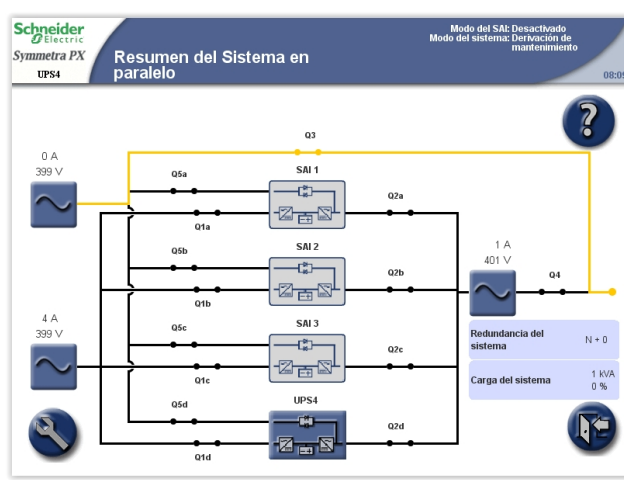 Schneider
Electric
Symmetra PX
UPS4
Resumen del Sistema en
paralelo
Modo del SAI: Desactivado
Modo del sistema: Derivación de
mantenimiento
Q3
0 A
399 V
Q5a
SAI 1
Q2a
Q1a
Q5b
SAI 2
Q2b
Q1b
1 A
401 V
Q4
4 A
399 V
Q5c
SAI 3
Q2c
Q1c
Redundancia del
sistema
N + 0
Carga del sistema
1 kVA
0 %
Q5d
UPS4
Q2d
Q1d